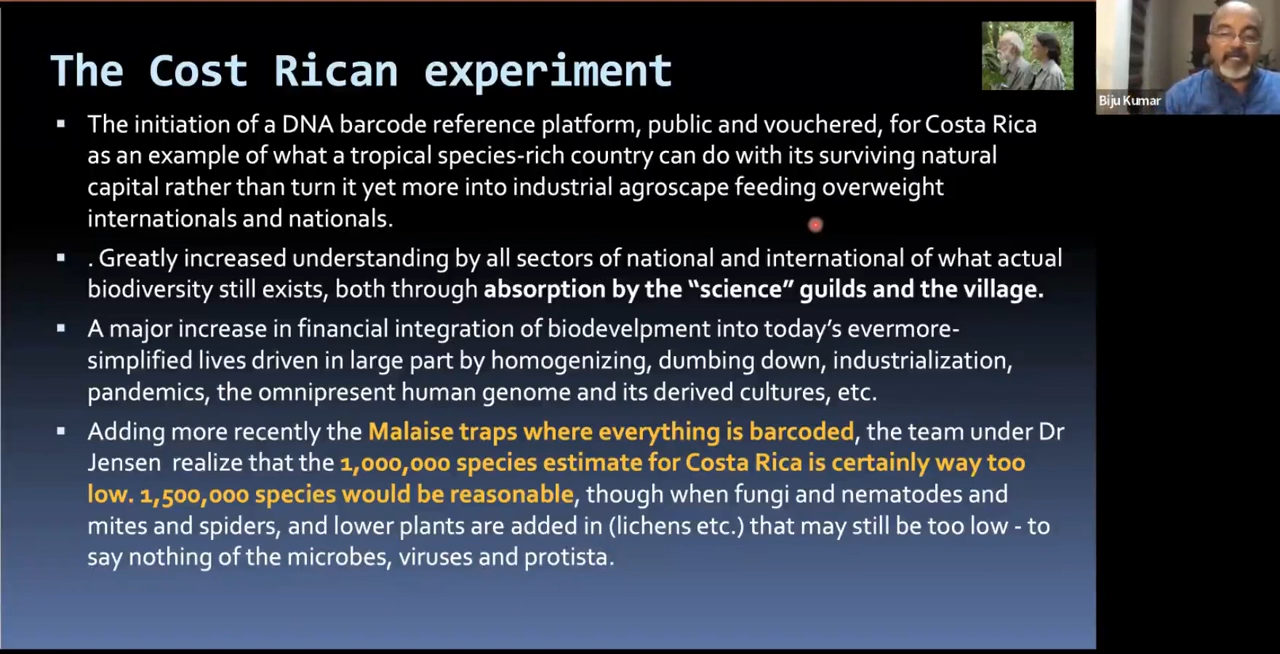 The Cost Rican experiment
▪ The initiation of a DNA barcode reference platform, public and vouchered, for Costa Rica
as an example of what a tropical species-rich country can do with its surviving natural
capital rather than turn it yet more into industrial agroscape feeding overweight
internationals and nationals.
▪ . Greatly increased understanding by all sectors of national and international of what actual
biodiversity still exists, both through absorption by the “science” guilds and the village.
▪ A major increase in financial integration of biodevelpment into today’s evermore-
simplified lives driven in large part by homogenizing, dumbing down, industrialization,
pandemics, the omnipresent human genome and its derived cultures, etc.
▪ Adding more recently the Malaise traps where everything is barcoded, the team under Dr
Jensen realize that the 1,000,000 species estimate for Costa Rica is certainly way too
low. 1,500,000 species would be reasonable, though when fungi and nematodes and
mites and spiders, and lower plants are added in (lichens etc.) that may still be too low - to
say nothing of the microbes, viruses and protista.
Biju Kumar